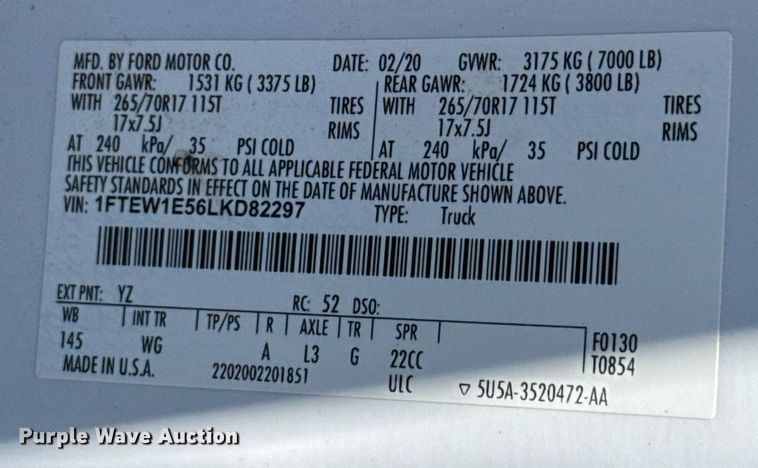 MFD. BY FORD MOTOR CO. DATE: 02/20 GVWR: 3175 KG ( 7000 LB)
FRONT GAWR: 1531 KG ( 3375 LB) REAR GAWR: 1724 KG ( 3800 LB)
WITH 265/70R17 115T TIRES WITH 265/70R17 115T TIRES
17x7.5J RIMS 17x7.5J RIMS
AT 240 kPa/ 35 PSI COLD AT 240 kPa/ 35 PSI COLD
THIS VEHICLE CONFORMS TO ALL APPLICABLE FEDERAL MOTOR VEHICLE
SAFETY STANDARDS IN EFFECT ON THE DATE OF MANUFACTURE SHOWN ABOVE.
VIN: 1FTEW1E56LKD82297 TYPE: Truck
EXT PNT: YZ RC: 52 DSO:
WB INT TR TP/PS R AXLE TR SPR F0130
145 WG A L3 G 22CC T0854
MADE IN U.S.A. 2202002201851 ULC ▽ 5U5A-3520472-AA
Purple Wave Auction